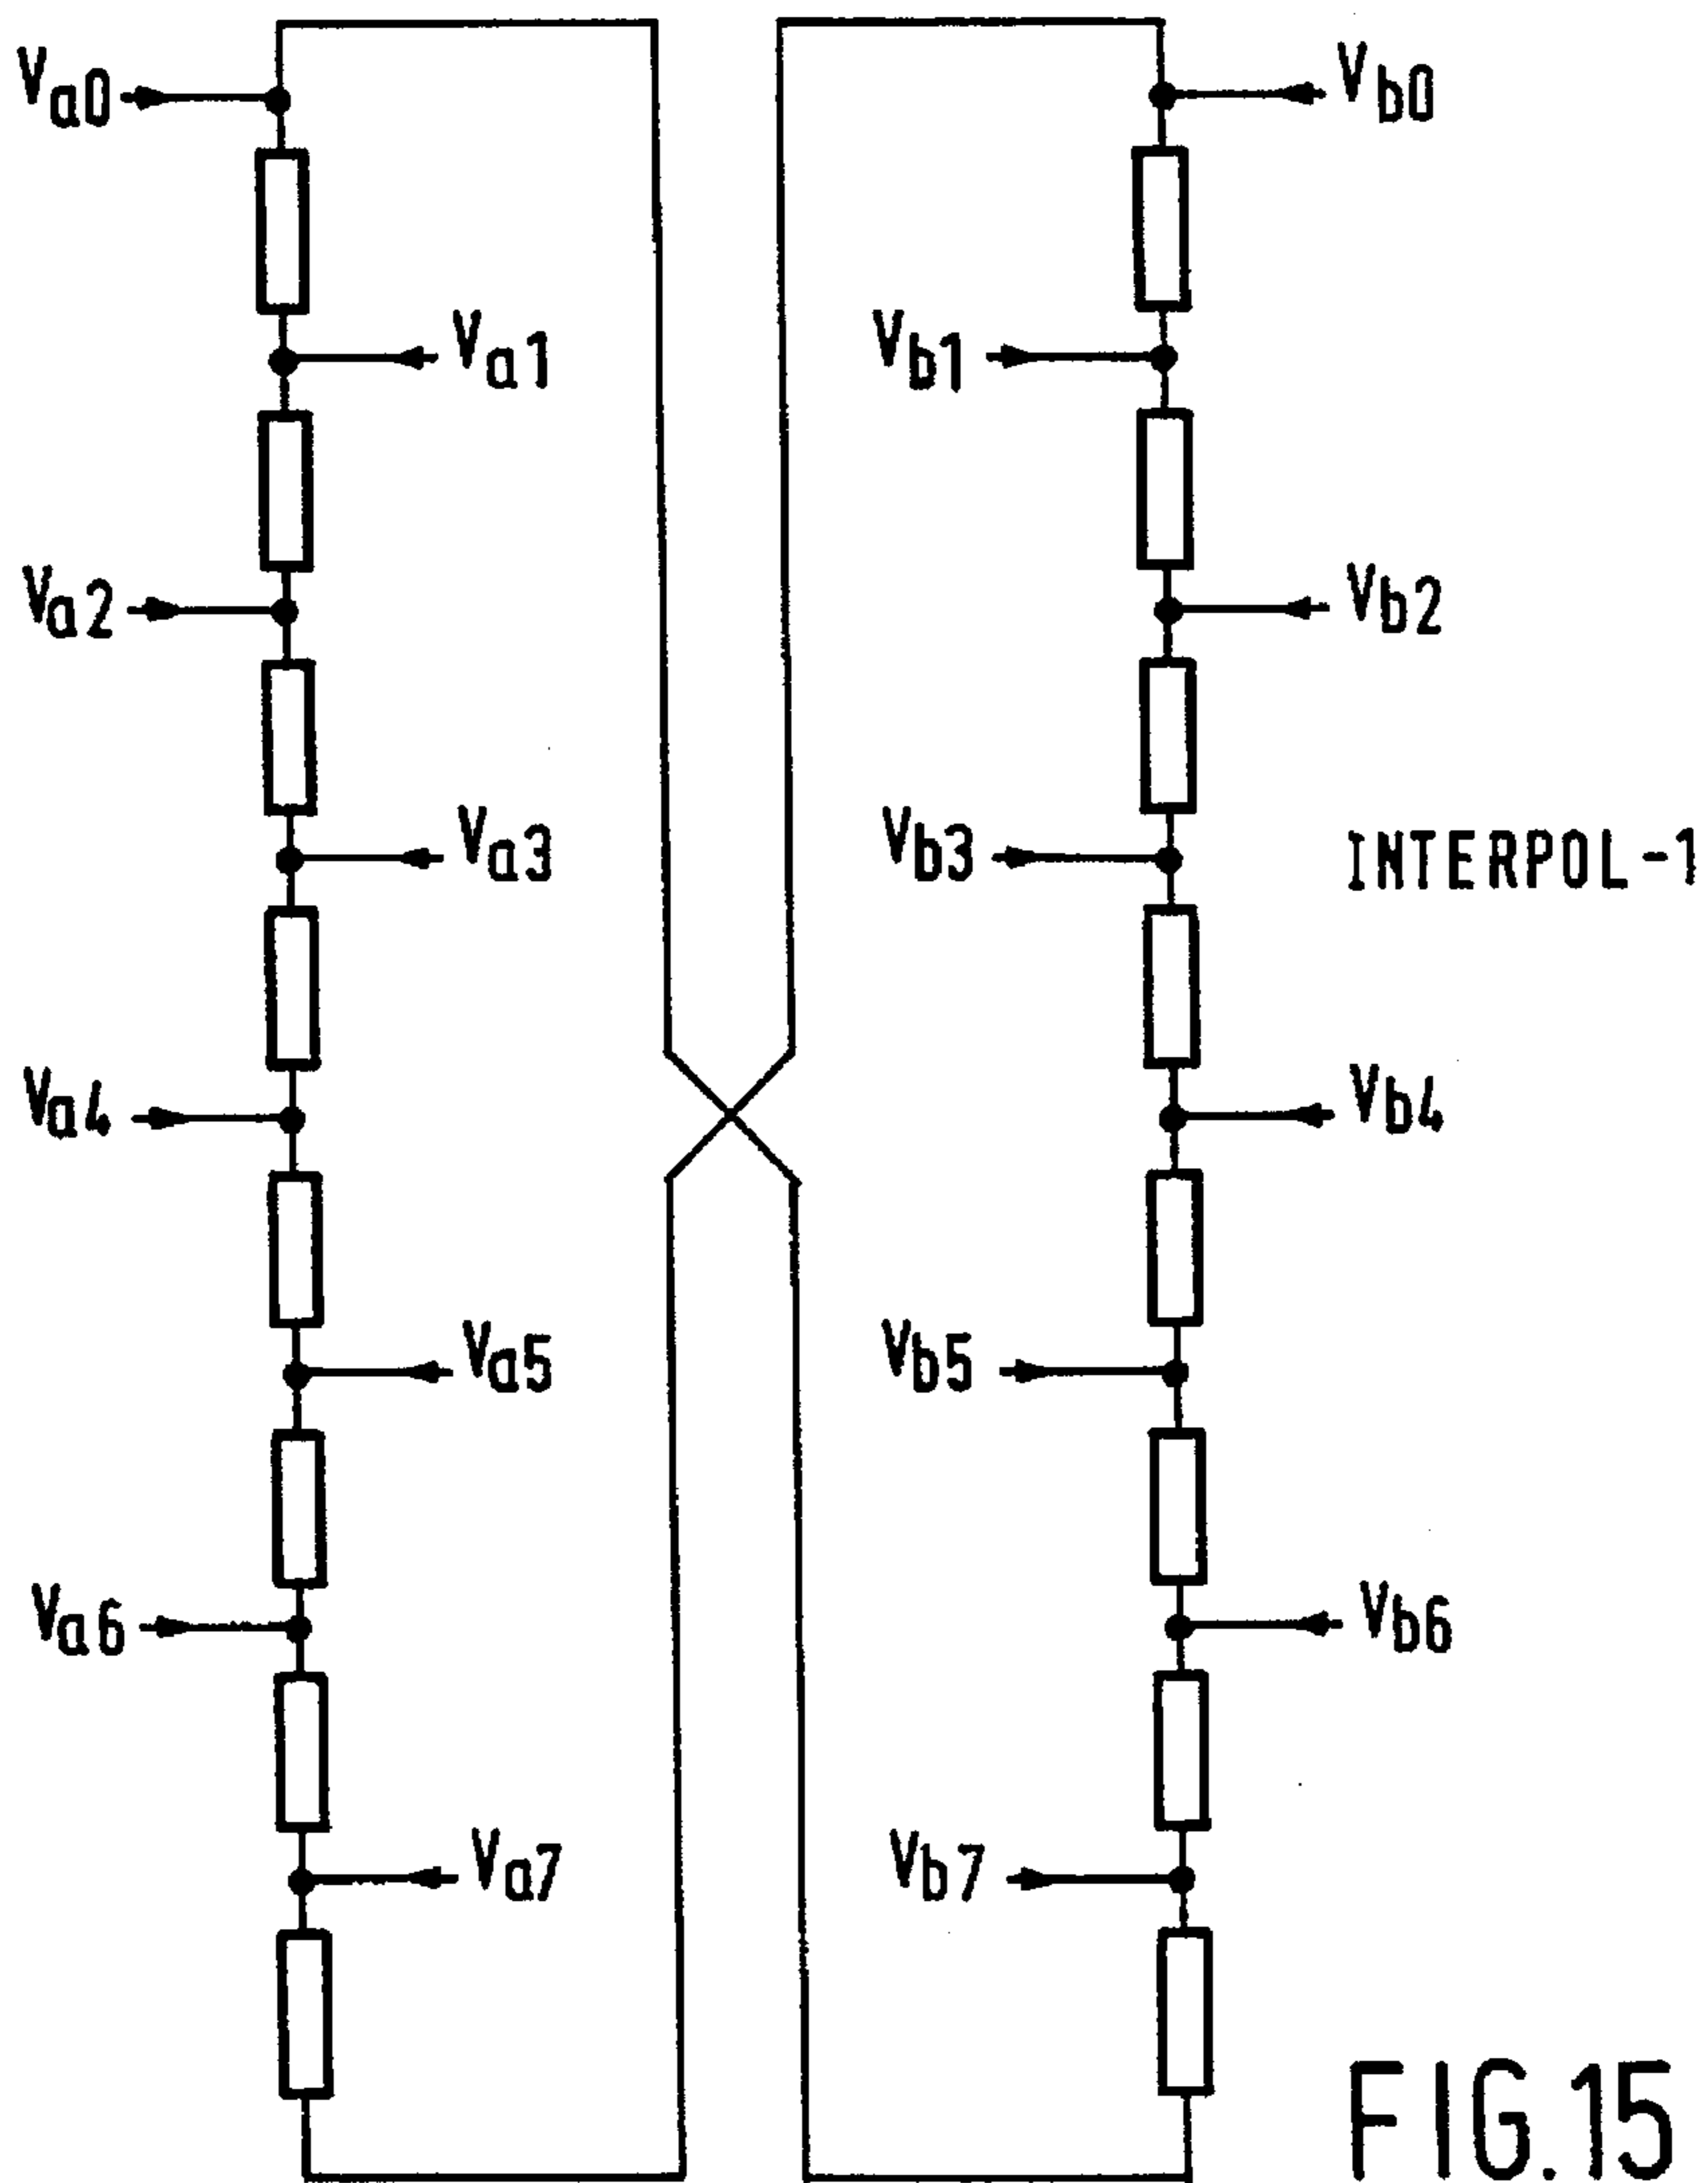 Va0 Vb0
Va1 Vb1
Va2 Vb2
Va3 Vb3 INTERPOL-1
Va4 Vb4
Va5 Vb5
Va6 Vb6
Va7 Vb7
FIG.15